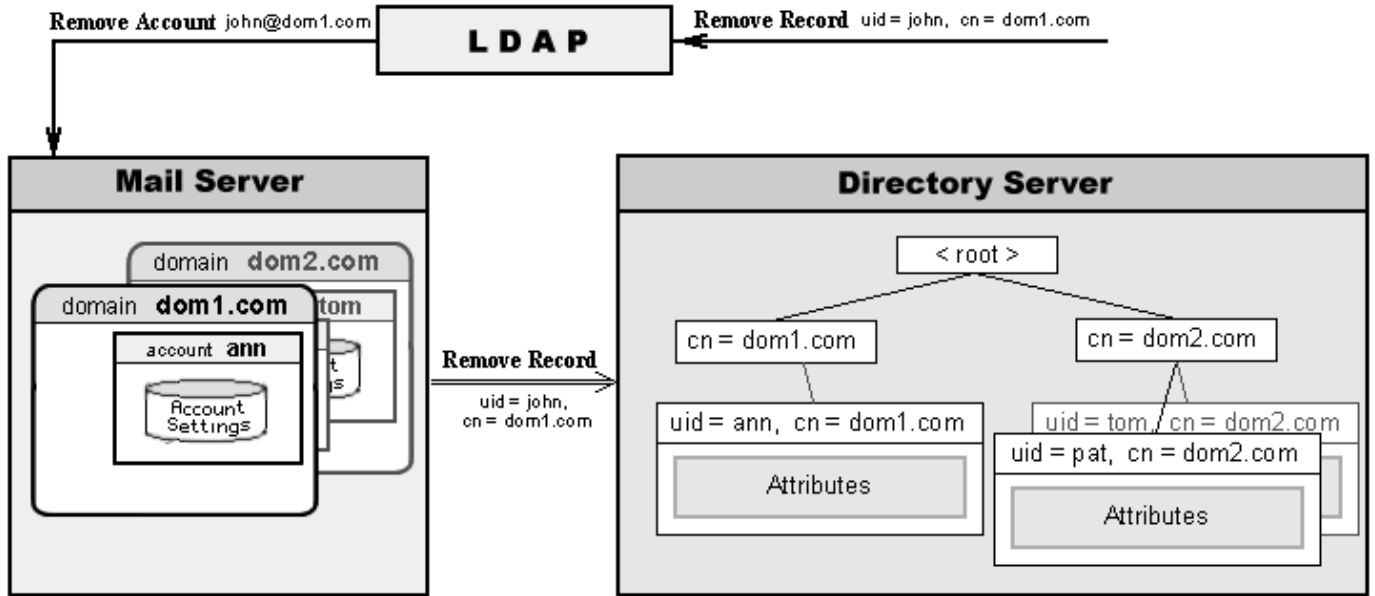 Remove Account john@dom1.com
LDAP
Remove Record uid = john, cn = dom1.com
Mail Server
domain dom2.com
tom
domain dom1.com
account ann
Account
Settings
t
gs
Remove Record
uid = john,
cn = dom1.com
Directory Server
< root >
cn = dom1.com
cn = dom2.com
uid = ann, cn = dom1.com
Attributes
uid = tom, cn = dom2.com
uid = pat, cn = dom2.com
Attributes